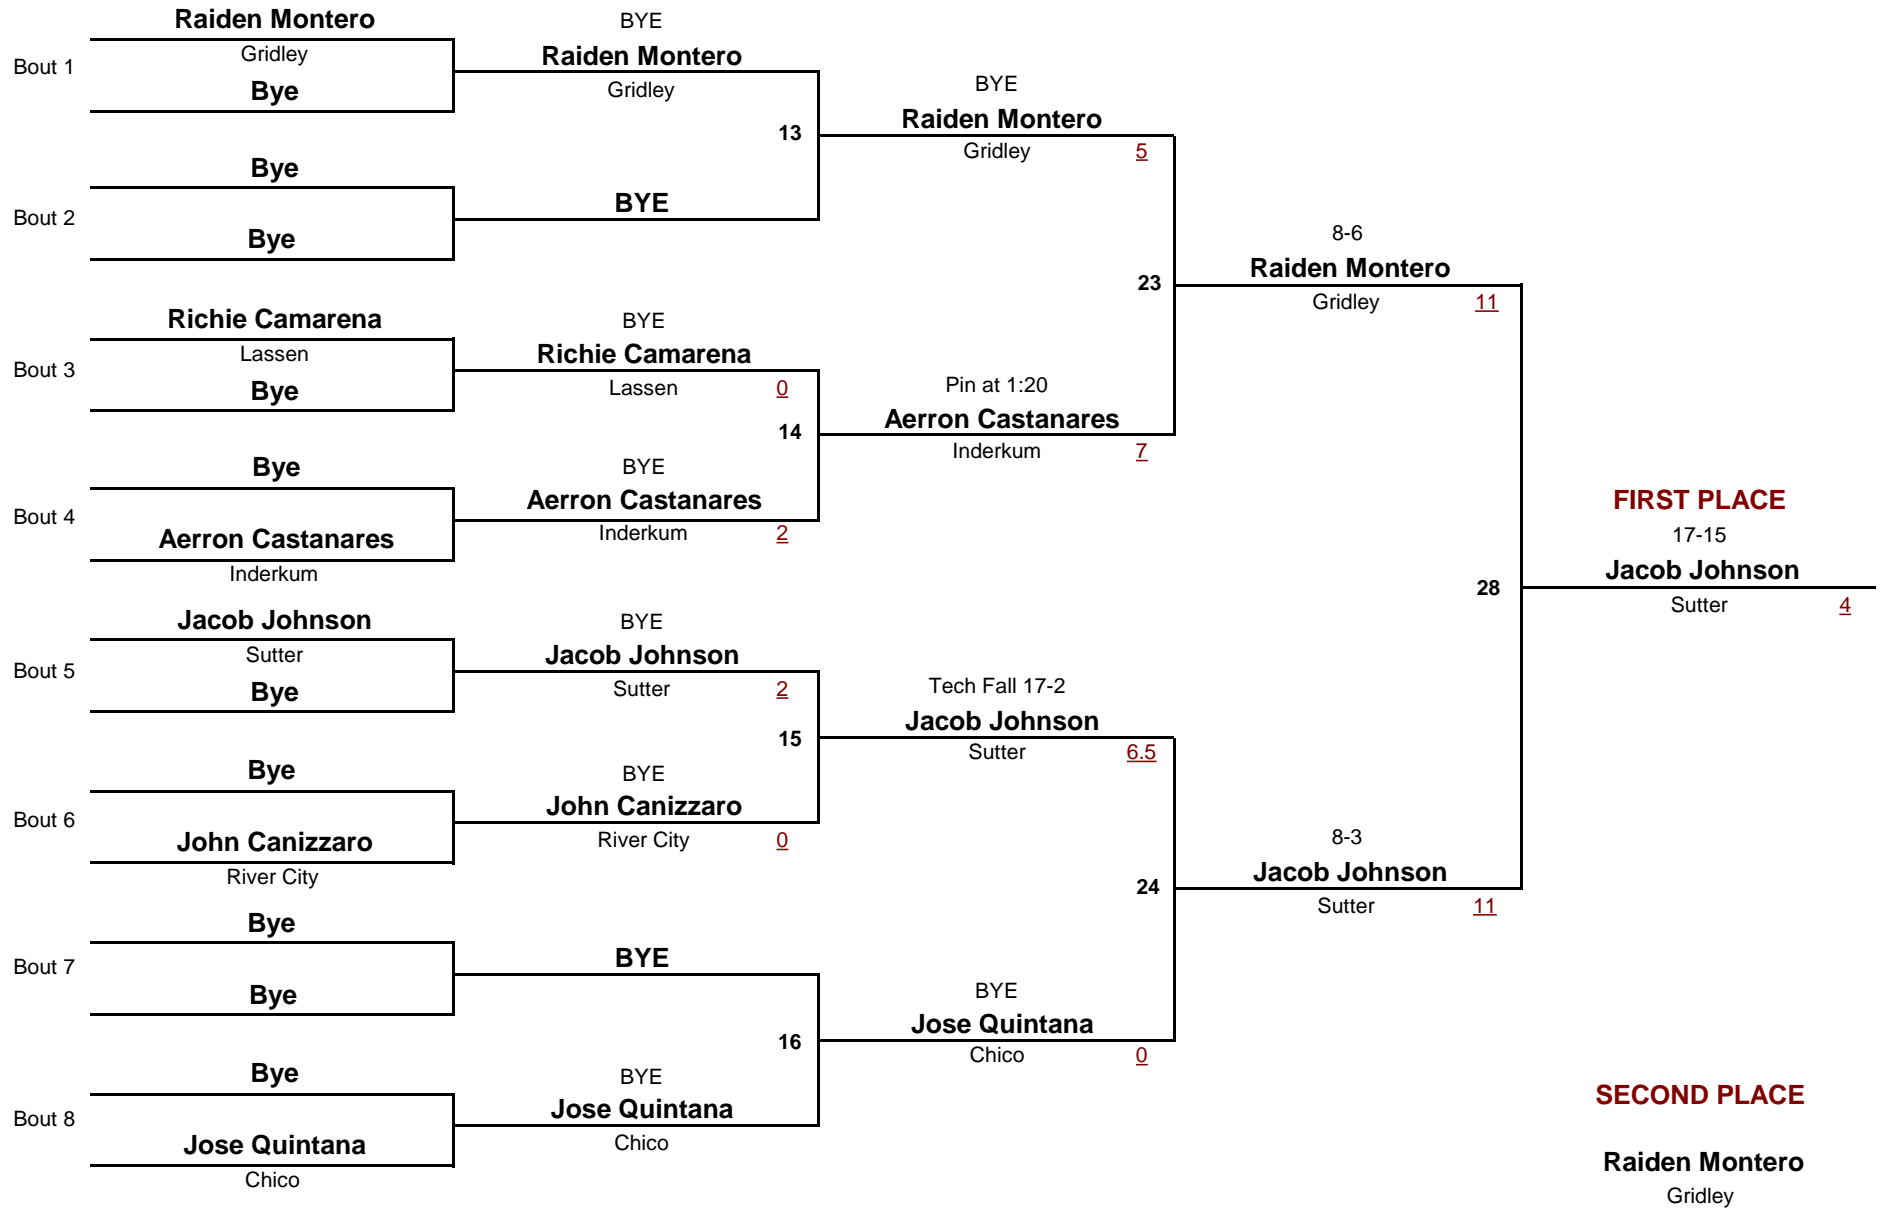 Raiden Montero
Bout 1
Gridley
Bye
Bye
Bout 2
Bye
Richie Camarena
Bout 3
Lassen
Bye
Bye
Bout 4
Aerron Castanares
Inderkum
Jacob Johnson
Bout 5
Sutter
Bye
Bye
Bout 6
John Canizzaro
River City
Bye
Bout 7
Bye
Bye
Bout 8
Jose Quintana
Chico
BYE
Raiden Montero
Gridley
13
BYE
BYE
Richie Camarena
Lassen 0
14
BYE
Aerron Castanares
Inderkum 2
BYE
Jacob Johnson
Sutter 2
15
BYE
John Canizzaro
River City 0
BYE
16
BYE
Jose Quintana
Chico
BYE
Raiden Montero
Gridley 5
23
Pin at 1:20
Aerron Castanares
Inderkum 7
Tech Fall 17-2
Jacob Johnson
Sutter 6.5
24
BYE
Jose Quintana
Chico 0
8-6
Raiden Montero
Gridley 11
28
8-3
Jacob Johnson
Sutter 11
FIRST PLACE
17-15
Jacob Johnson
Sutter 4
SECOND PLACE
Raiden Montero
Gridley